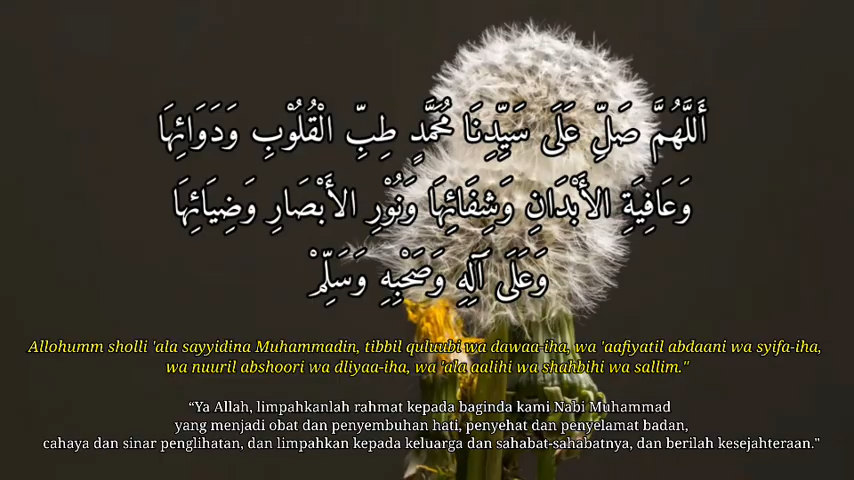 أَللَّهُمَّ صَلِّ عَلَى سَيِّدِنَا مُحَمَّدٍ طِبِّ الْقُلُوْبِ وَدَوَائِهَا
وَعَافِيَةِ الأَبْدَانِ وَشِفَائِهَا وَنُوْرِ الأَبْصَارِ وَضِيَائِهَا
وَعَلَى آلِهِ وَصَحْبِهِ وَسَلِّمْ
Allohumm sholli 'ala sayyidina Muhammadin, tibbil quluubi wa dawaa-iha, wa 'aafiyatil abdaani wa syifa-iha,
wa nuuril abshoori wa dliyaa-iha, wa 'ala aalihi wa shahbihi wa sallim."
“Ya Allah, limpahkanlah rahmat kepada baginda kami Nabi Muhammad
yang menjadi obat dan penyembuhan hati, penyehat dan penyelamat badan,
cahaya dan sinar penglihatan, dan limpahkan kepada keluarga dan sahabat-sahabatnya, dan berilah kesejahteraan.”